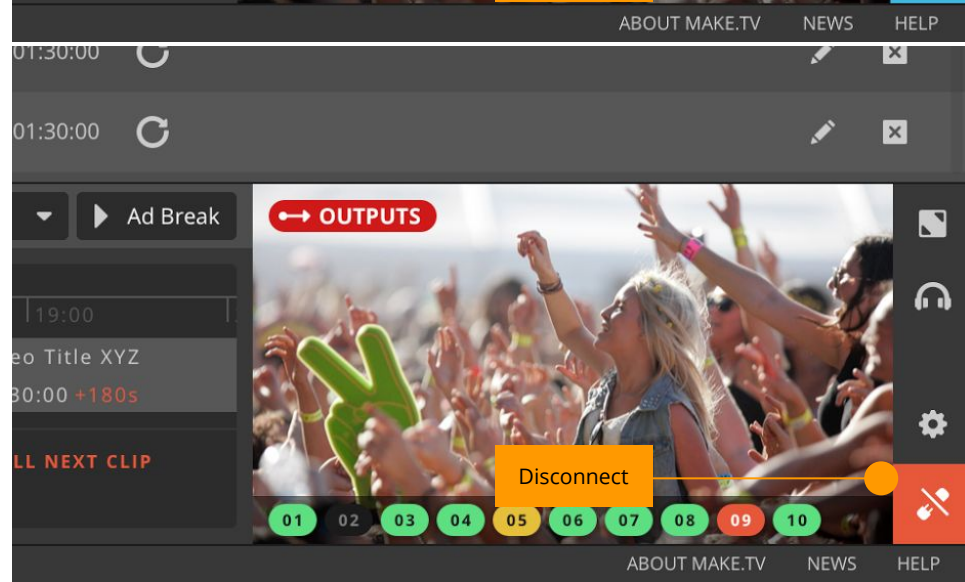 ABOUT MAKE.TV NEWS HELP
01:30:00
01:30:00
Ad Break
OUTPUTS
19:00
eo Title XYZ
30:00 +180s
LL NEXT CLIP
Disconnect
01 02 03 04 05 06 07 08 09 10
ABOUT MAKE.TV NEWS HELP